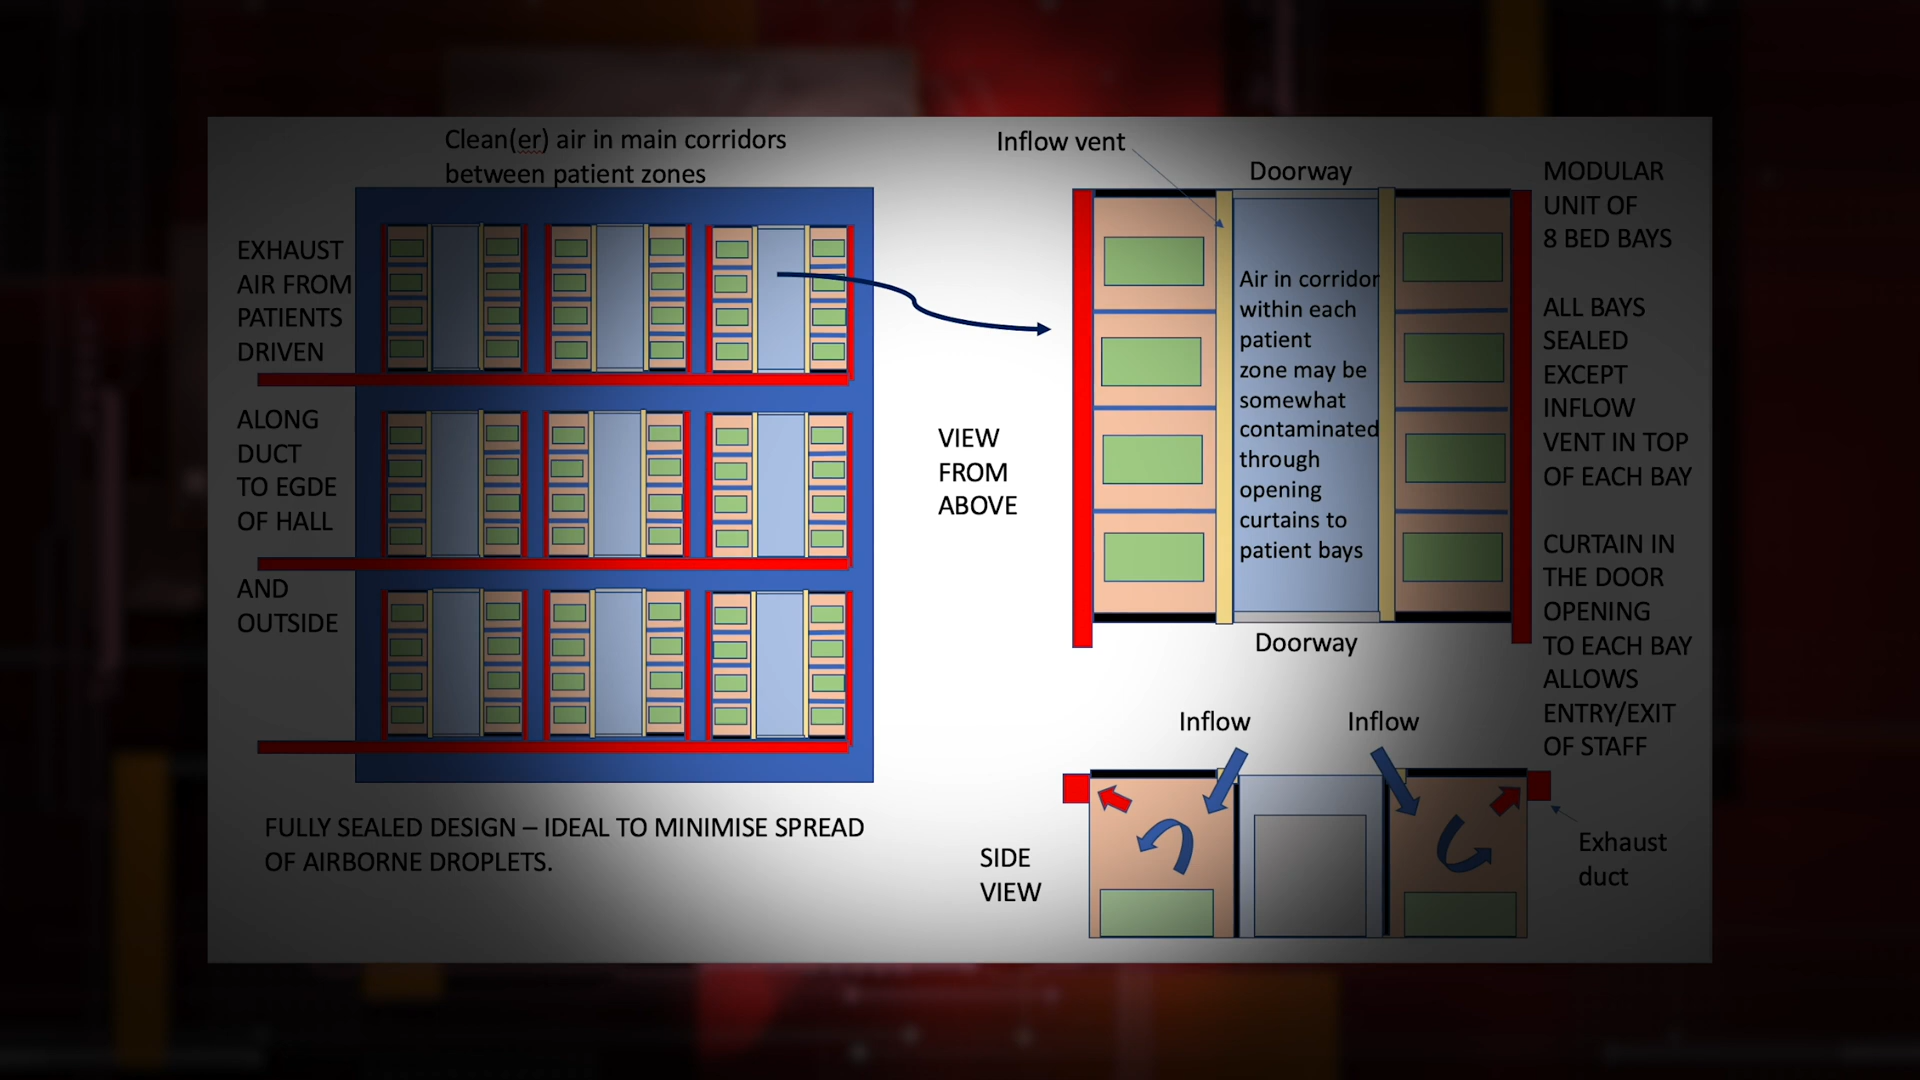 Clean(er) air in main corridors
between patient zones
EXHAUST
AIR FROM
PATIENTS
DRIVEN
ALONG
DUCT
TO EGDE
OF HALL
AND
OUTSIDE
FULLY SEALED DESIGN – IDEAL TO MINIMISE SPREAD
OF AIRBORNE DROPLETS.
VIEW
FROM
ABOVE
Inflow vent
Doorway
Air in corridor
within each
patient
zone may be
somewhat
contaminated
through
opening
curtains to
patient bays
Doorway
MODULAR
UNIT OF
8 BED BAYS
ALL BAYS
SEALED
EXCEPT
INFLOW
VENT IN TOP
OF EACH BAY
CURTAIN IN
THE DOOR
OPENING
TO EACH BAY
ALLOWS
ENTRY/EXIT
OF STAFF
Inflow
Inflow
SIDE
VIEW
Exhaust
duct